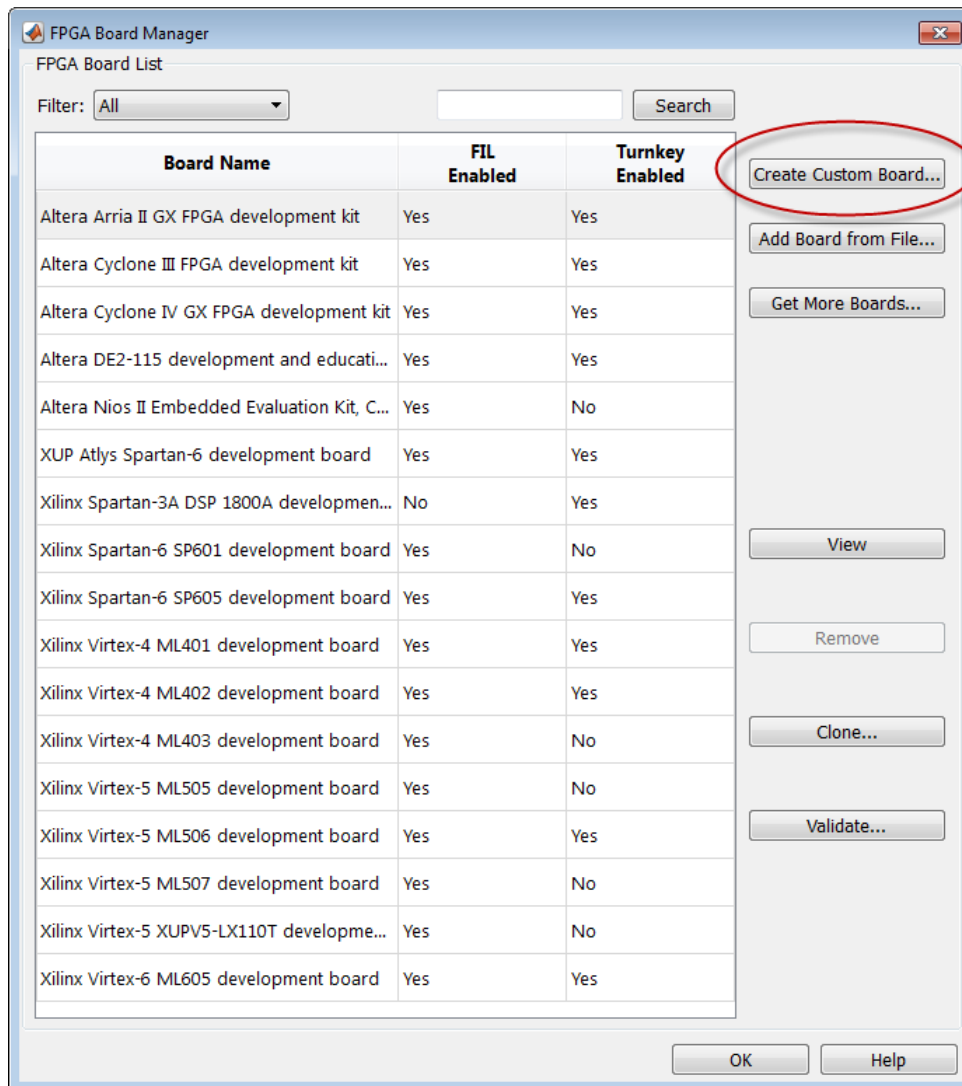 FPGA Board Manager
FPGA Board List
Filter: All Search
Board Name FIL Enabled Turnkey Enabled
Create Custom Board...
Altera Arria II GX FPGA development kit Yes Yes
Add Board from File...
Altera Cyclone III FPGA development kit Yes Yes
Altera Cyclone IV GX FPGA development kit Yes Yes
Get More Boards...
Altera DE2-115 development and educati... Yes Yes
Altera Nios II Embedded Evaluation Kit, C... Yes No
XUP Atlys Spartan-6 development board Yes Yes
Xilinx Spartan-3A DSP 1800A developmen... No Yes
Xilinx Spartan-6 SP601 development board Yes No
View
Xilinx Spartan-6 SP605 development board Yes Yes
Xilinx Virtex-4 ML401 development board Yes Yes
Remove
Xilinx Virtex-4 ML402 development board Yes Yes
Xilinx Virtex-4 ML403 development board Yes No
Clone...
Xilinx Virtex-5 ML505 development board Yes No
Xilinx Virtex-5 ML506 development board Yes Yes
Validate...
Xilinx Virtex-5 ML507 development board Yes No
Xilinx Virtex-5 XUPV5-LX110T developme... Yes No
Xilinx Virtex-6 ML605 development board Yes Yes
OK Help